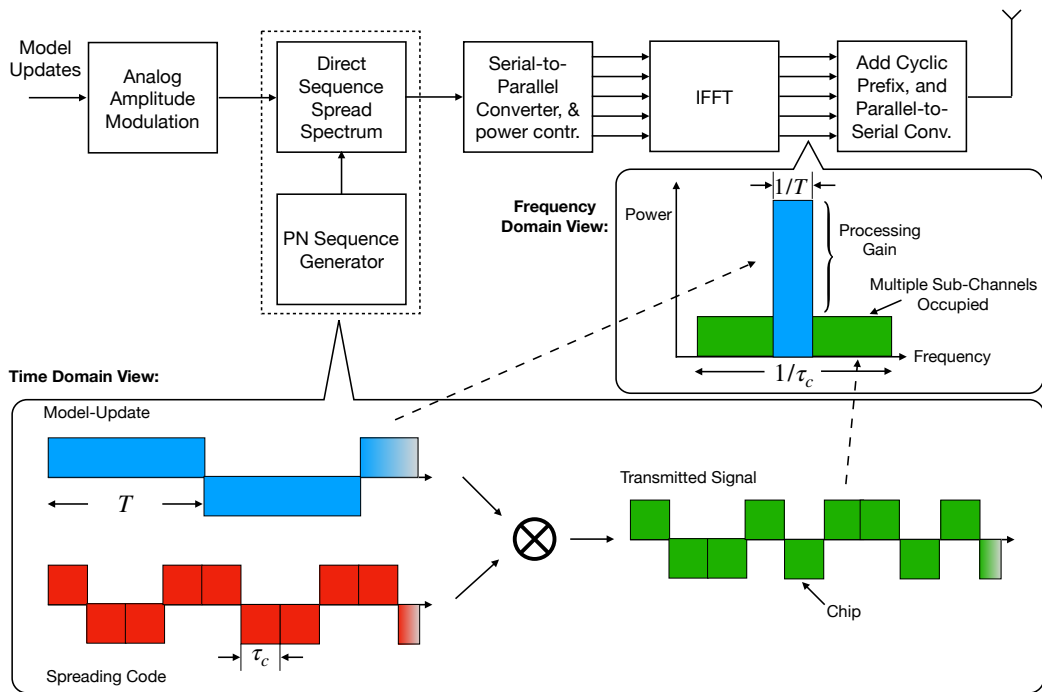 Model
Updates
Analog
Amplitude
Modulation
Direct
Sequence
Spread
Spectrum
PN Sequence
Generator
Serial-to-
Parallel
Converter, &
power contr.
IFFT
Add Cyclic
Prefix, and
Parallel-to-
Serial Conv.
Frequency
Domain View:
Power
1/T
Processing
Gain
Multiple Sub-Channels
Occupied
Frequency
1/τc
Time Domain View:
Model-Update
T
Transmitted Signal
Chip
τc
Spreading Code